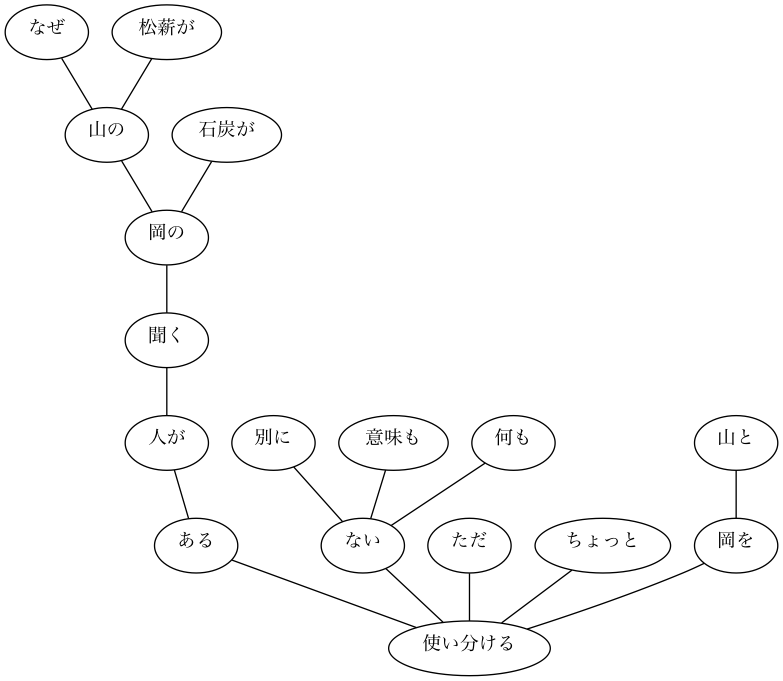 なぜ
松薪が
山の
石炭が
岡の
聞く
人が
別に
意味も
何も
山と
ある
ない
ただ
ちょっと
岡を
使い分ける